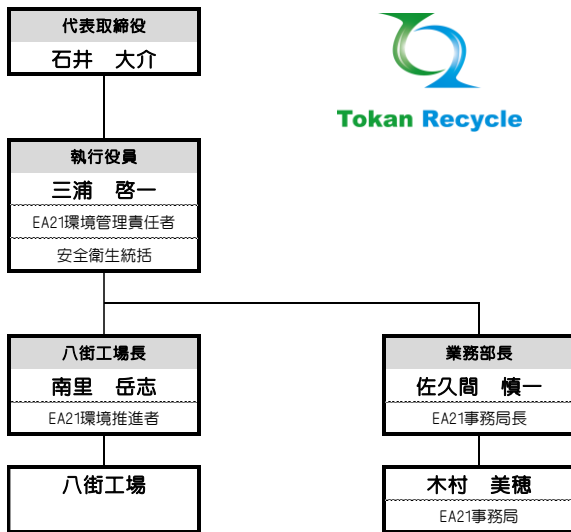 代表取締役
石井　大介
Tokan Recycle
執行役員
三浦　啓一
EA21環境管理責任者
安全衛生統括
八街工場長
南里　岳志
EA21環境推進者
八街工場
業務部長
佐久間　慎一
EA21事務局長
木村　美穂
EA21事務局